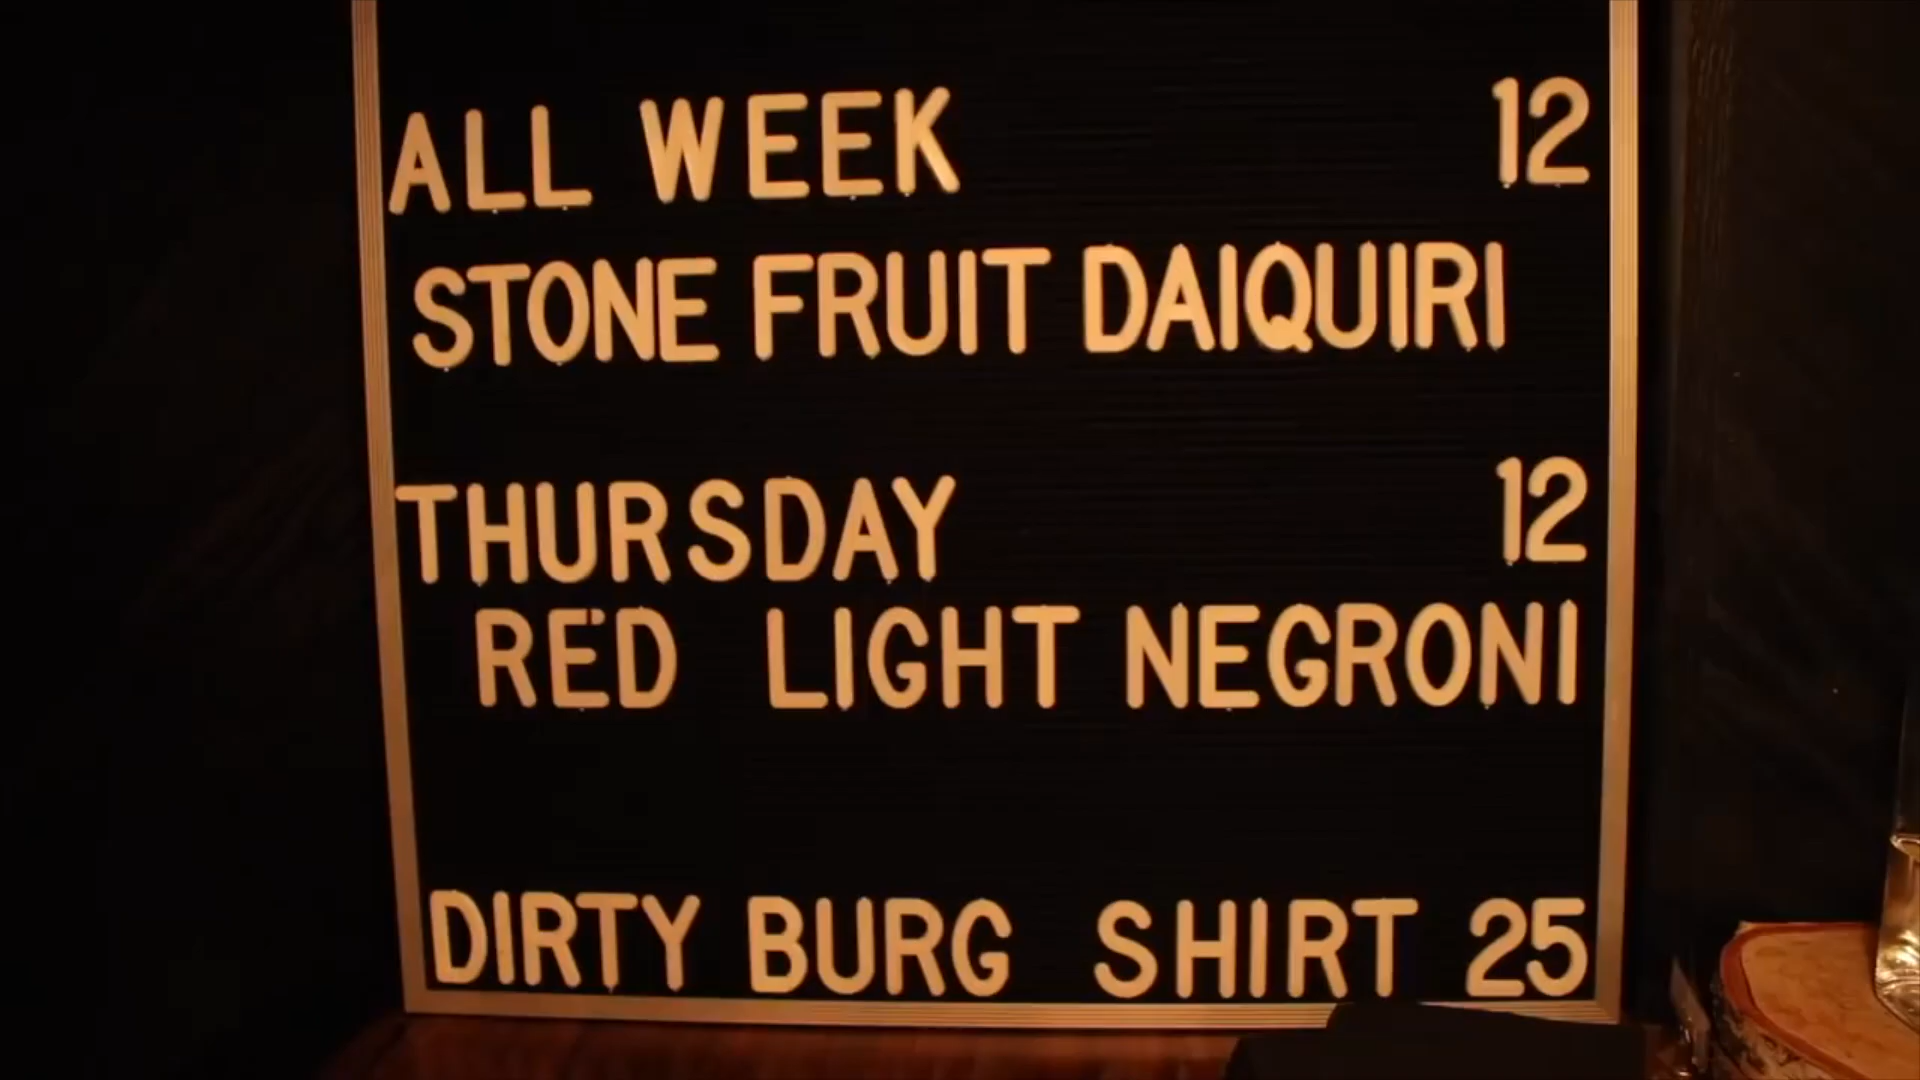 ALL WEEK 12
STONE FRUIT DAIQUIRI
THURSDAY 12
RED LIGHT NEGRONI
DIRTY BURG SHIRT 25